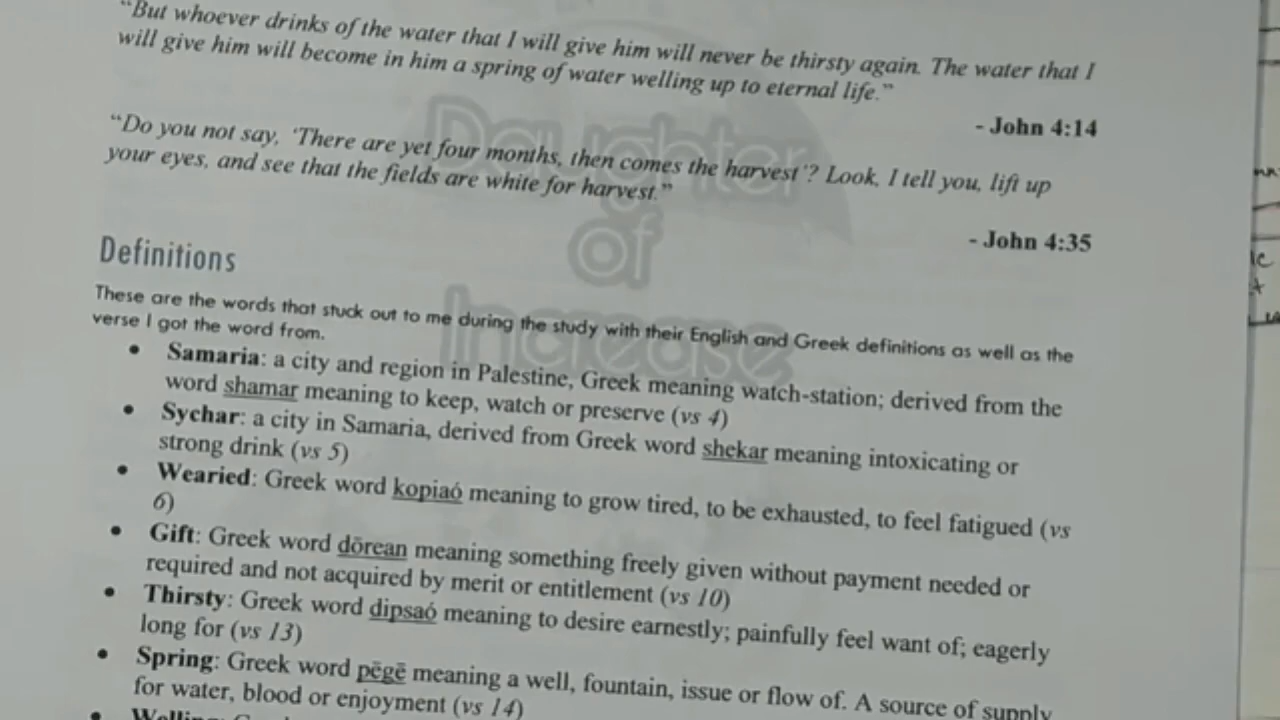 "But whoever drinks of the water that I will give him will never be thirsty again. The water that I
will give him will become in him a spring of water welling up to eternal life."
- John 4:14
"Do you not say, 'There are yet four months, then comes the harvest'? Look, I tell you, lift up
your eyes, and see that the fields are white for harvest."
- John 4:35
Daughter
of
Increase
Definitions
These are the words that stuck out to me during the study with their English and Greek definitions as well as the
verse I got the word from.
• Samaria: a city and region in Palestine, Greek meaning watch-station; derived from the
word shamar meaning to keep, watch or preserve (vs 4)
• Sychar: a city in Samaria, derived from Greek word shekar meaning intoxicating or
strong drink (vs 5)
• Wearied: Greek word kopiaó meaning to grow tired, to be exhausted, to feel fatigued (vs
6)
• Gift: Greek word dōrean meaning something freely given without payment needed or
required and not acquired by merit or entitlement (vs 10)
• Thirsty: Greek word dipsaó meaning to desire earnestly; painfully feel want of; eagerly
long for (vs 13)
• Spring: Greek word pēgē meaning a well, fountain, issue or flow of. A source of supply
for water, blood or enjoyment (vs 14)